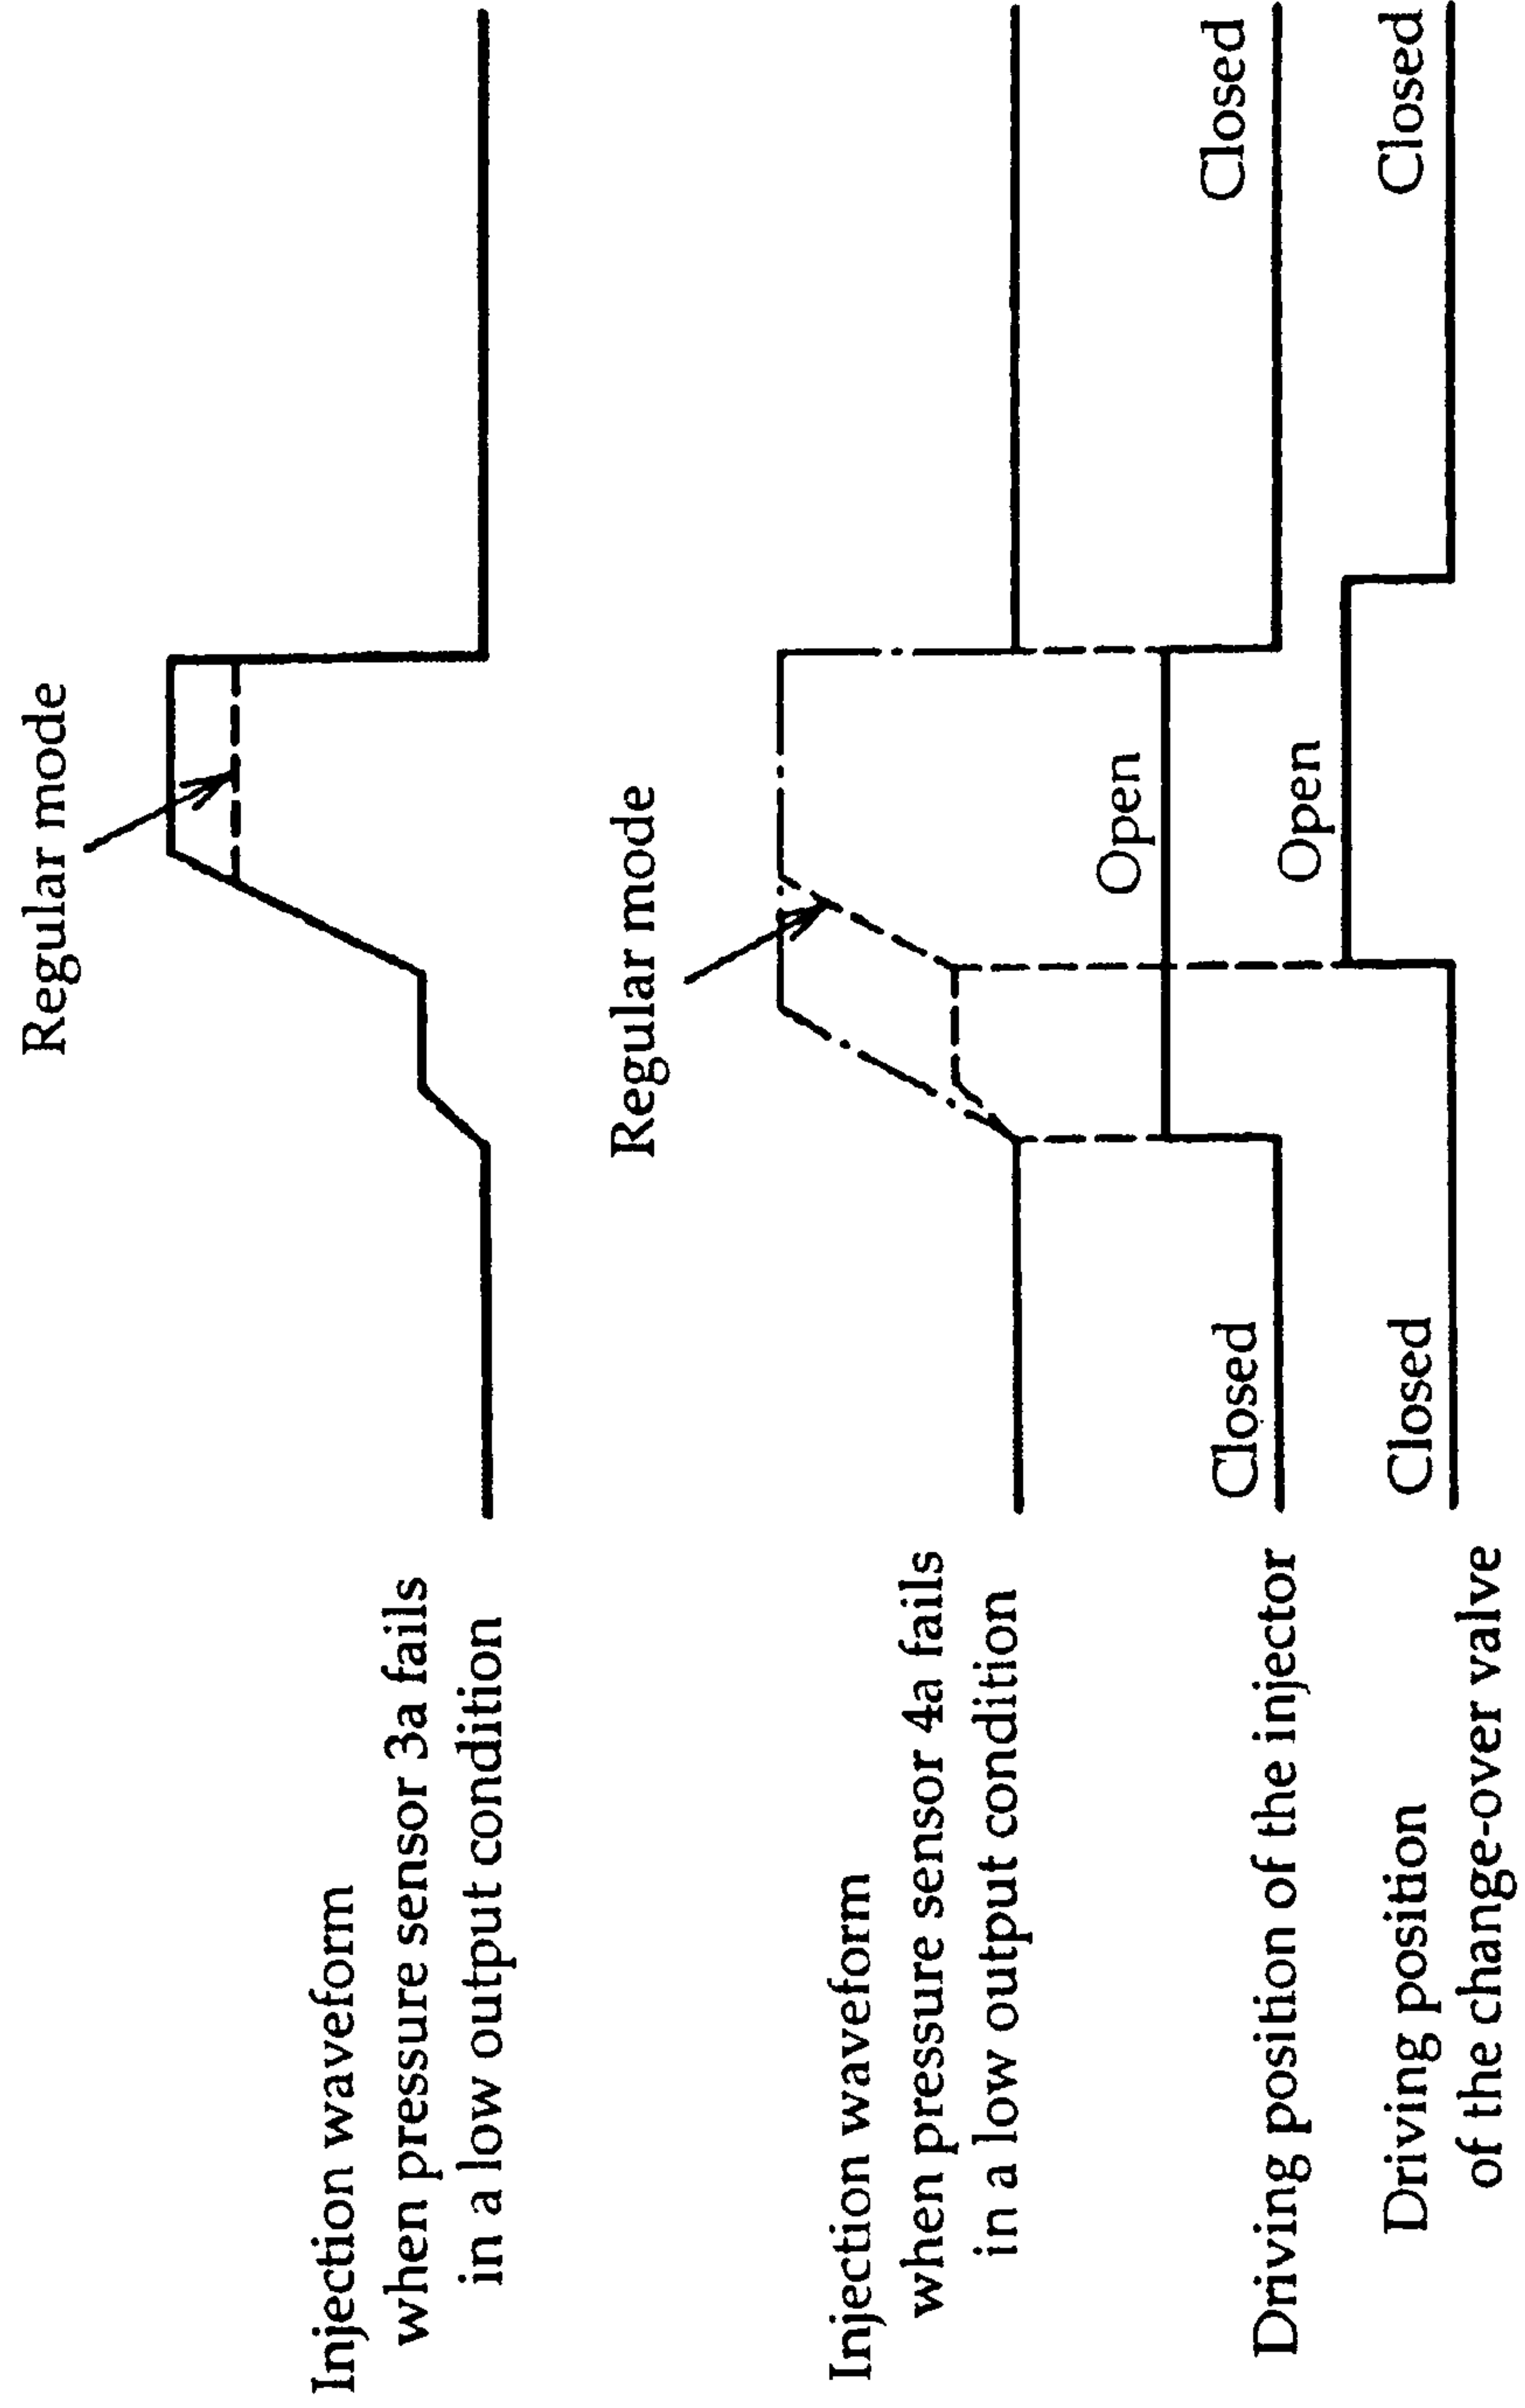 Regular mode
Injection waveform
when pressure sensor 3a fails
in a low output condition
Regular mode
Injection waveform
when pressure sensor 4a fails
in a low output condition
Open
Closed
Closed
Driving position of the injector
Open
Closed
Closed
Driving position
of the change-over valve